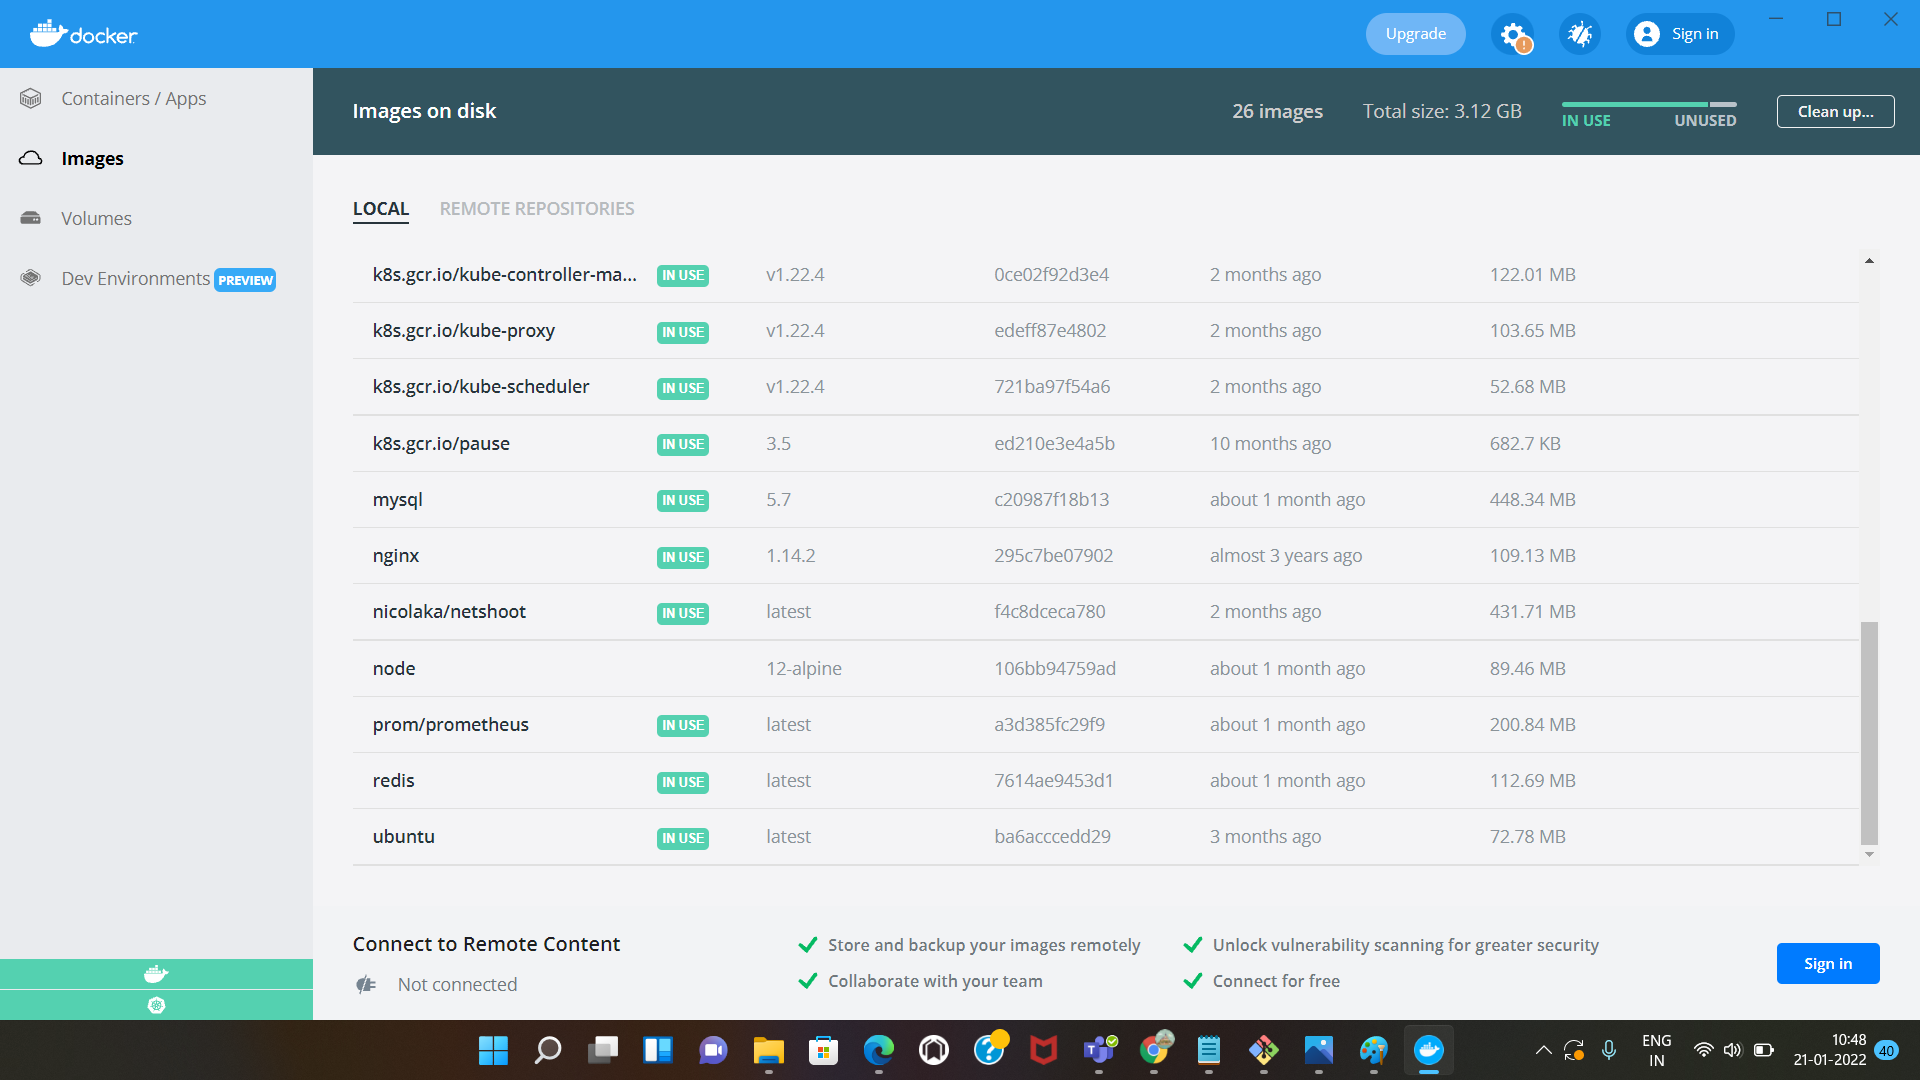 docker
Upgrade
!
Sign in
Containers / Apps
Images
Volumes
Dev Environments PREVIEW
Images on disk
26 images
Total size: 3.12 GB
IN USE
UNUSED
Clean up...
LOCAL
REMOTE REPOSITORIES
k8s.gcr.io/kube-controller-ma... IN USE v1.22.4 0ce02f92d3e4 2 months ago 122.01 MB
k8s.gcr.io/kube-proxy IN USE v1.22.4 edeff87e4802 2 months ago 103.65 MB
k8s.gcr.io/kube-scheduler IN USE v1.22.4 721ba97f54a6 2 months ago 52.68 MB
k8s.gcr.io/pause IN USE 3.5 ed210e3e4a5b 10 months ago 682.7 KB
mysql IN USE 5.7 c20987f18b13 about 1 month ago 448.34 MB
nginx IN USE 1.14.2 295c7be07902 almost 3 years ago 109.13 MB
nicolaka/netshoot IN USE latest f4c8dceca780 2 months ago 431.71 MB
node 12-alpine 106bb94759ad about 1 month ago 89.46 MB
prom/prometheus IN USE latest a3d385fc29f9 about 1 month ago 200.84 MB
redis IN USE latest 7614ae9453d1 about 1 month ago 112.69 MB
ubuntu IN USE latest ba6acccedd29 3 months ago 72.78 MB
Connect to Remote Content
Not connected
Store and backup your images remotely
Collaborate with your team
Unlock vulnerability scanning for greater security
Connect for free
Sign in
ENG
IN
10:48
21-01-2022
40